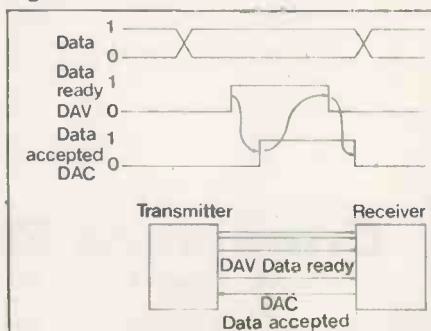 1
Data
0
Data
ready 1
DAV 0
Data 1
accepted 0
DAC
Transmitter Receiver
DAV Data ready
DAC
Data accepted